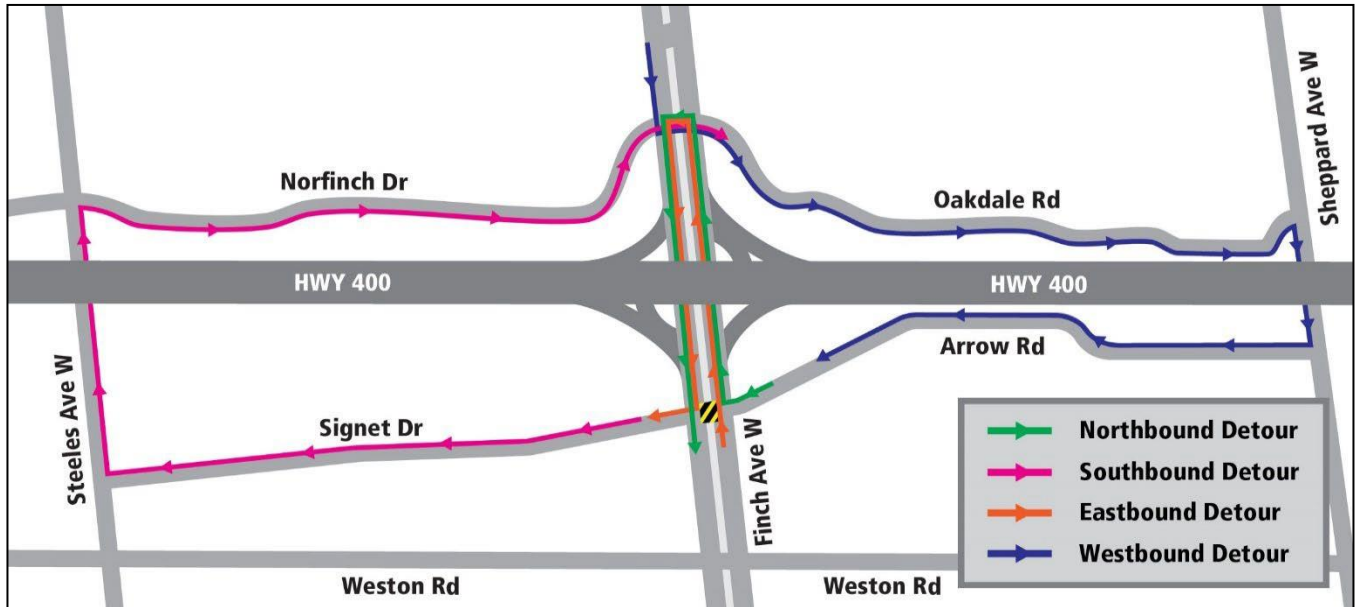 Norfinch Dr
Oakdale Rd
Sheppard Ave W
HWY 400
HWY 400
Arrow Rd
Steeles Ave W
Signet Dr
Finch Ave W
Weston Rd
Weston Rd
Northbound Detour
Southbound Detour
Eastbound Detour
Westbound Detour